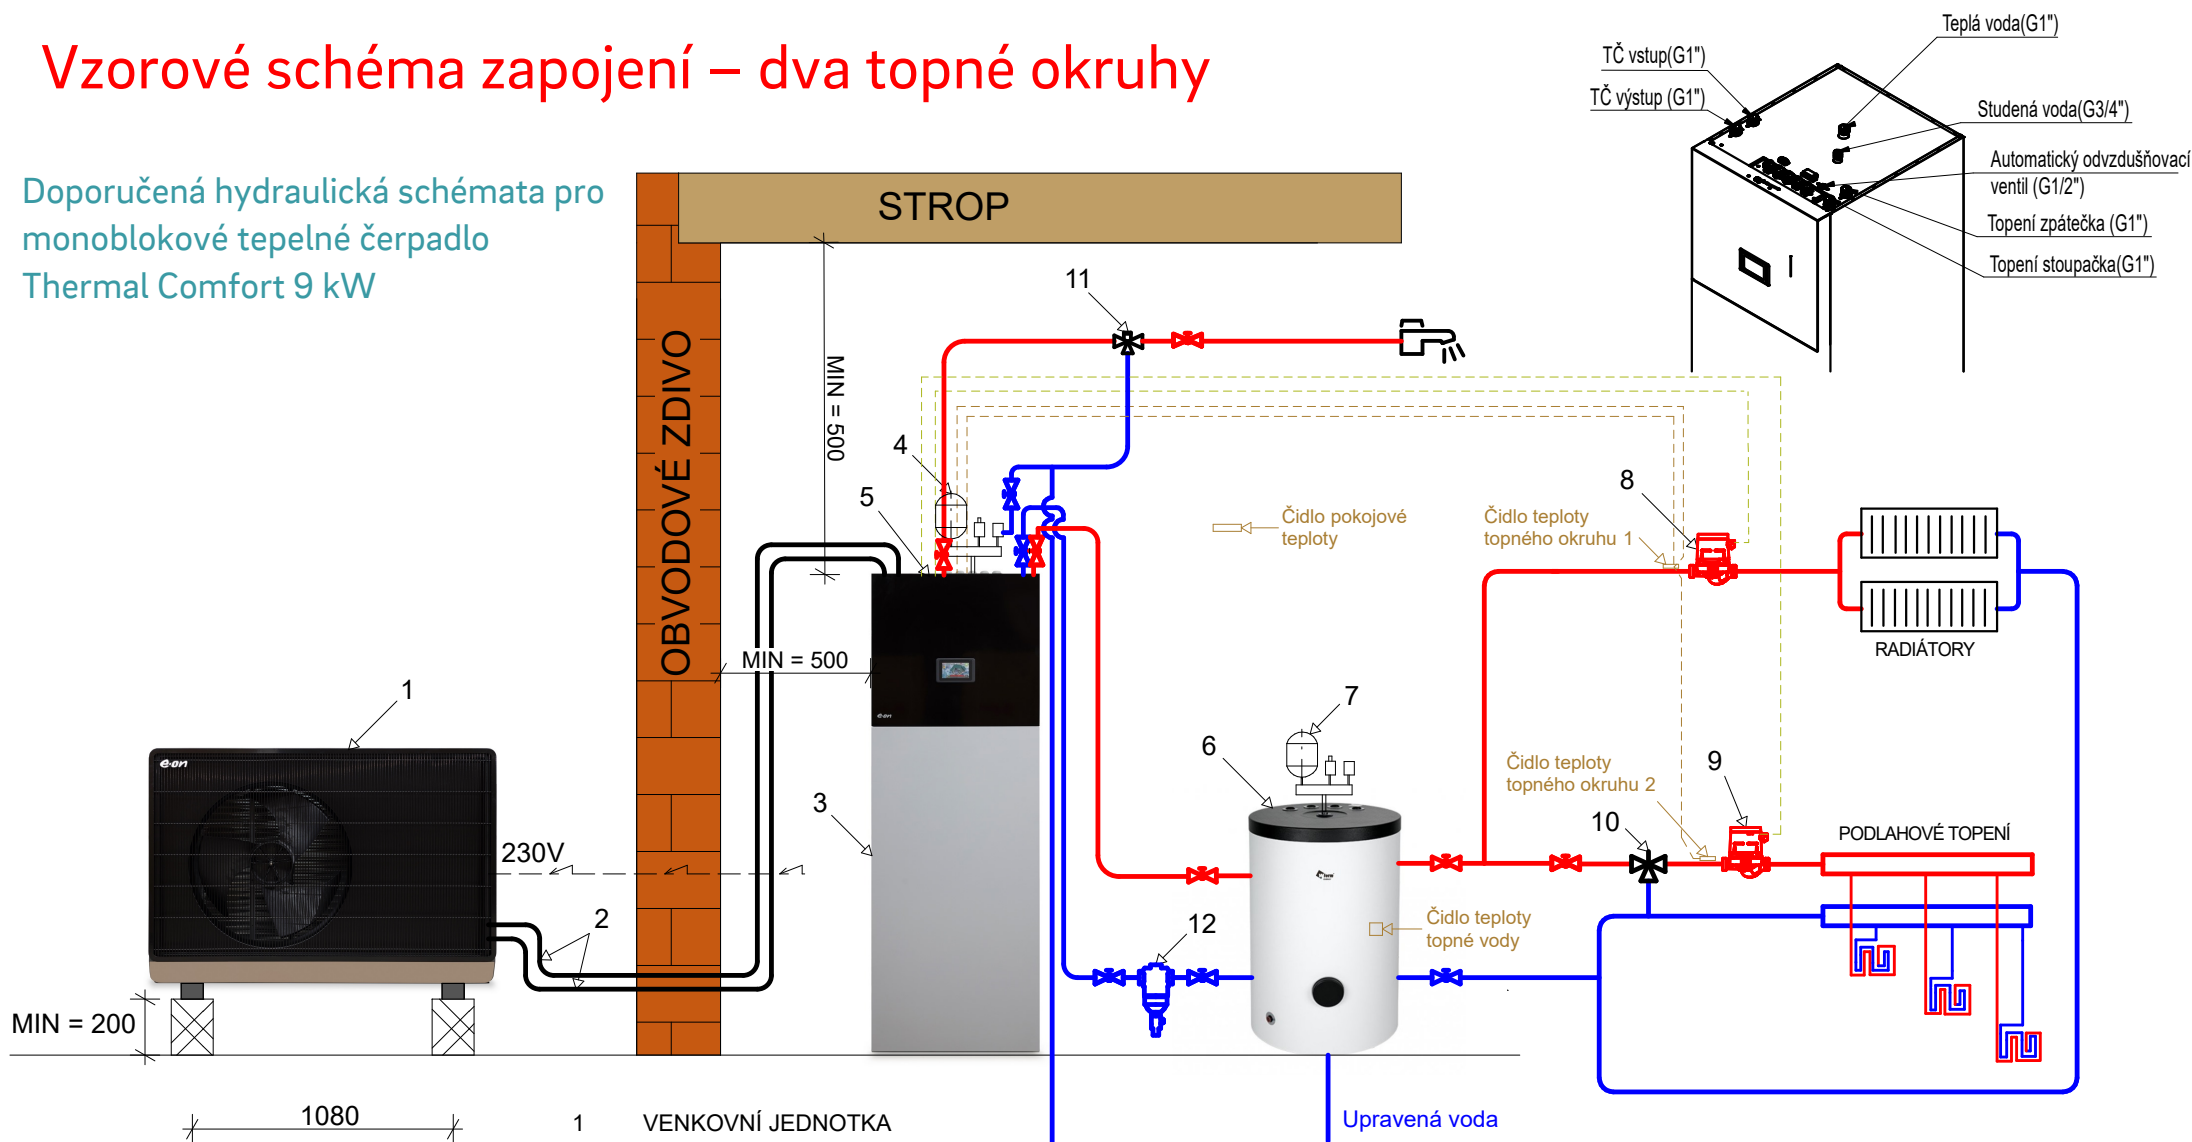 Vzorové schéma zapojení – dva topné okruhy
Doporučená hydraulická schémata pro
monoblokové tepelné čerpadlo
Thermal Comfort 9 kW
Teplá voda(G1")
TČ vstup(G1")
TČ výstup (G1")
Studená voda(G3/4")
Automatický odvzdušňovací
ventil (G1/2")
Topení zpátečka (G1")
Topení stoupačka(G1")
STROP
OBVODOVÉ ZDIVO
MIN = 500
11
4
5
8
Čidlo pokojové
teploty
Čidlo teploty
topného okruhu 1
RADIÁTORY
MIN = 500
1
e·on
e·on
7
6
3
Čidlo teploty
topného okruhu 2
9
10
PODLAHOVÉ TOPENÍ
230V
2
12
Čidlo teploty
topné vody
MIN = 200
1080
1 VENKOVNÍ JEDNOTKA
Upravená voda